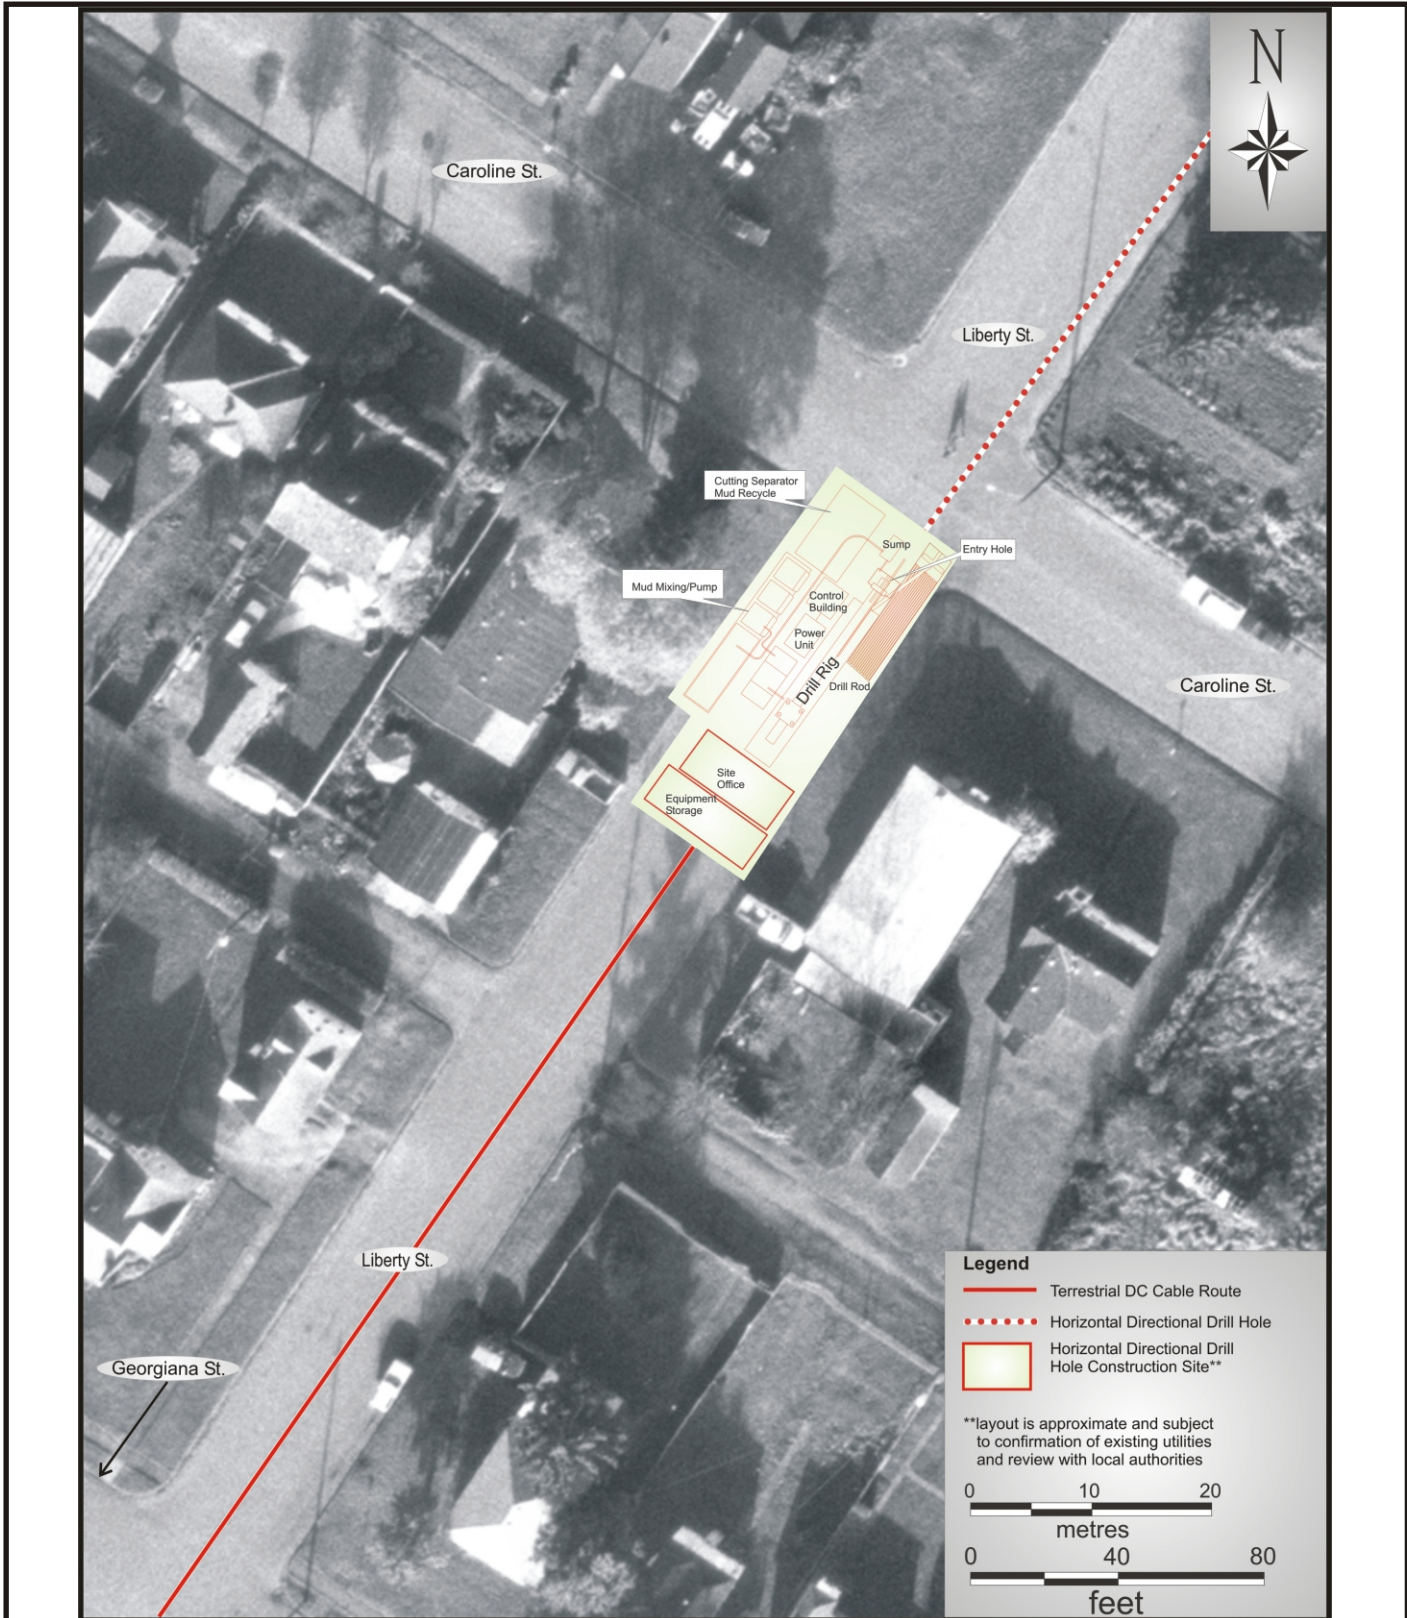 N
Caroline St.
Liberty St.
Cutting Separator
Mud Recycle
Sump
Entry Hole
Mud Mixing/Pump
Control
Building
Power
Unit
Drill Rig
Drill Rod
Caroline St.
Site
Office
Equipment
Storage
Liberty St.
Georgiana St.
Legend
Terrestrial DC Cable Route
Horizontal Directional Drill Hole
Horizontal Directional Drill
Hole Construction Site**
**layout is approximate and subject
to confirmation of existing utilities
and review with local authorities
0 10 20
metres
0 40 80
feet